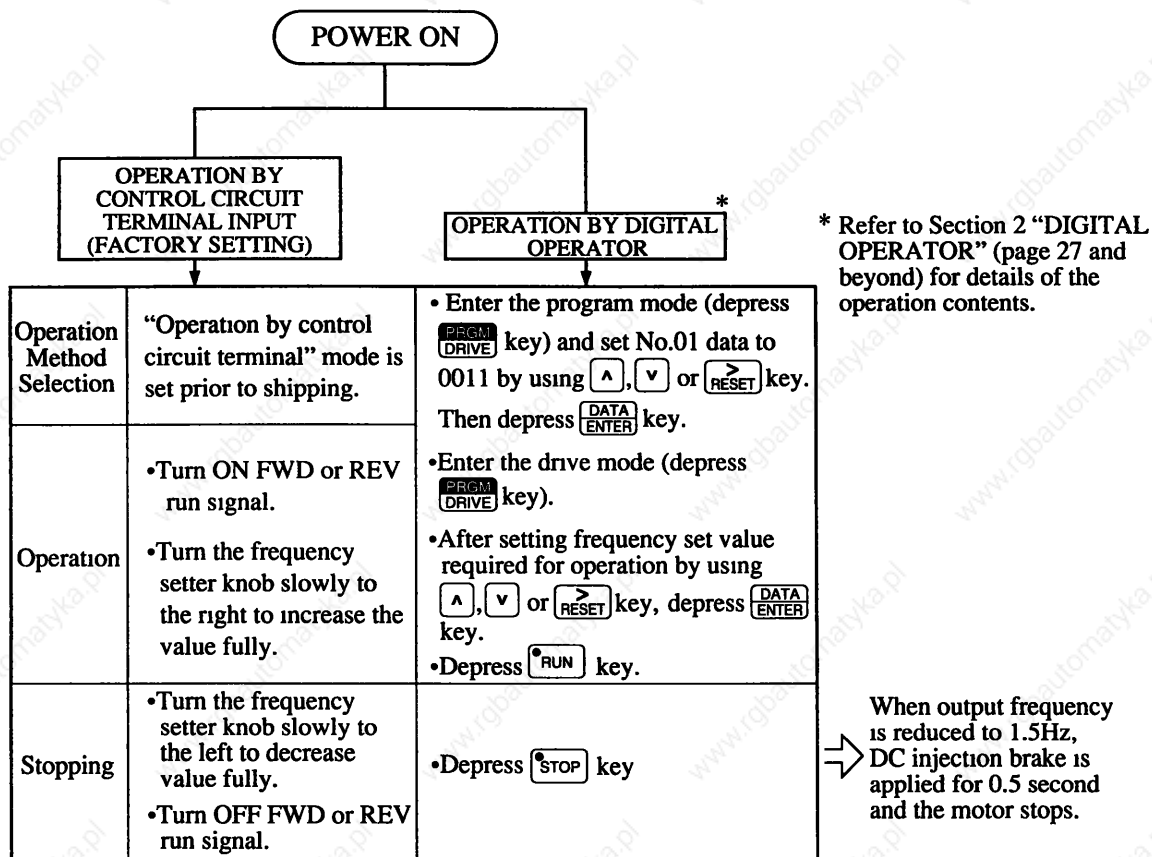 POWER ON
OPERATION BY
CONTROL CIRCUIT
TERMINAL INPUT
(FACTORY SETTING)
*
OPERATION BY DIGITAL
OPERATOR
* Refer to Section 2 “DIGITAL
OPERATOR” (page 27 and
beyond) for details of the
operation contents.
Operation
Method
Selection
“Operation by control
circuit terminal” mode is
set prior to shipping.
• Enter the program mode (depress
PRGM DRIVE key) and set No.01 data to
0011 by using ∧, ∨ or > RESET key.
Then depress DATA ENTER key.
Operation
•Turn ON FWD or REV
run signal.
•Turn the frequency
setter knob slowly to
the right to increase the
value fully.
•Enter the drive mode (depress
PRGM DRIVE key).
•After setting frequency set value
required for operation by using
∧, ∨ or > RESET key, depress DATA ENTER
key.
•Depress RUN key.
Stopping
•Turn the frequency
setter knob slowly to
the left to decrease
value fully.
•Turn OFF FWD or REV
run signal.
•Depress STOP key
When output frequency
is reduced to 1.5Hz,
DC injection brake is
applied for 0.5 second
and the motor stops.
www.rgbautomatyka.pl